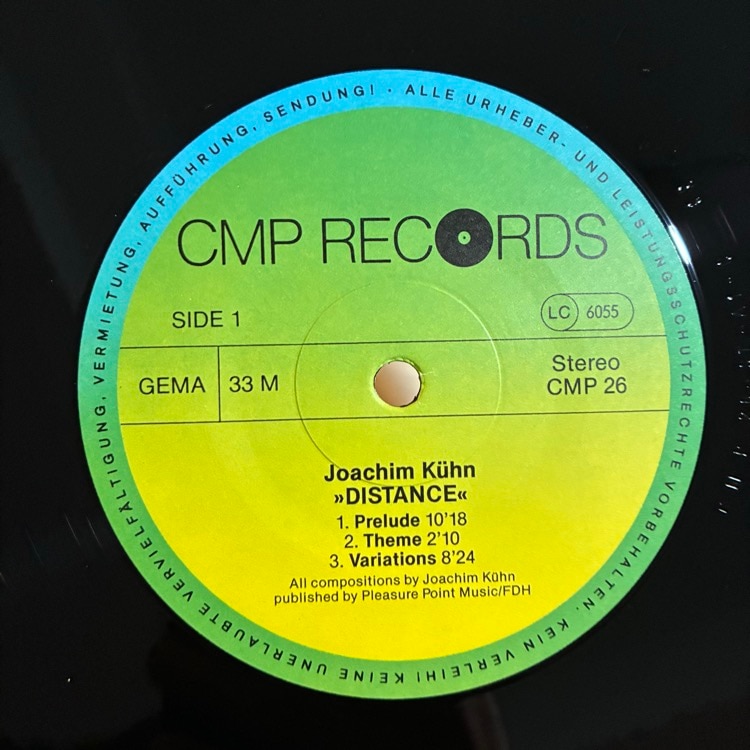 ALLE URHEBER- UND LEISTUNGSSCHUTZRECHTE VORBEHALTEN. KEIN VERLEIH! KEINE UNERLAUBTE VERVIELFÄLTIGUNG, VERMIETUNG, AUFFÜHRUNG, SENDUNG! ·
CMP RECORDS
SIDE 1
LC 6055
GEMA 33 M
Stereo
CMP 26
Joachim Kühn
»DISTANCE«
1. Prelude 10'18
2. Theme 2'10
3. Variations 8'24
All compositions by Joachim Kühn
published by Pleasure Point Music/FDH